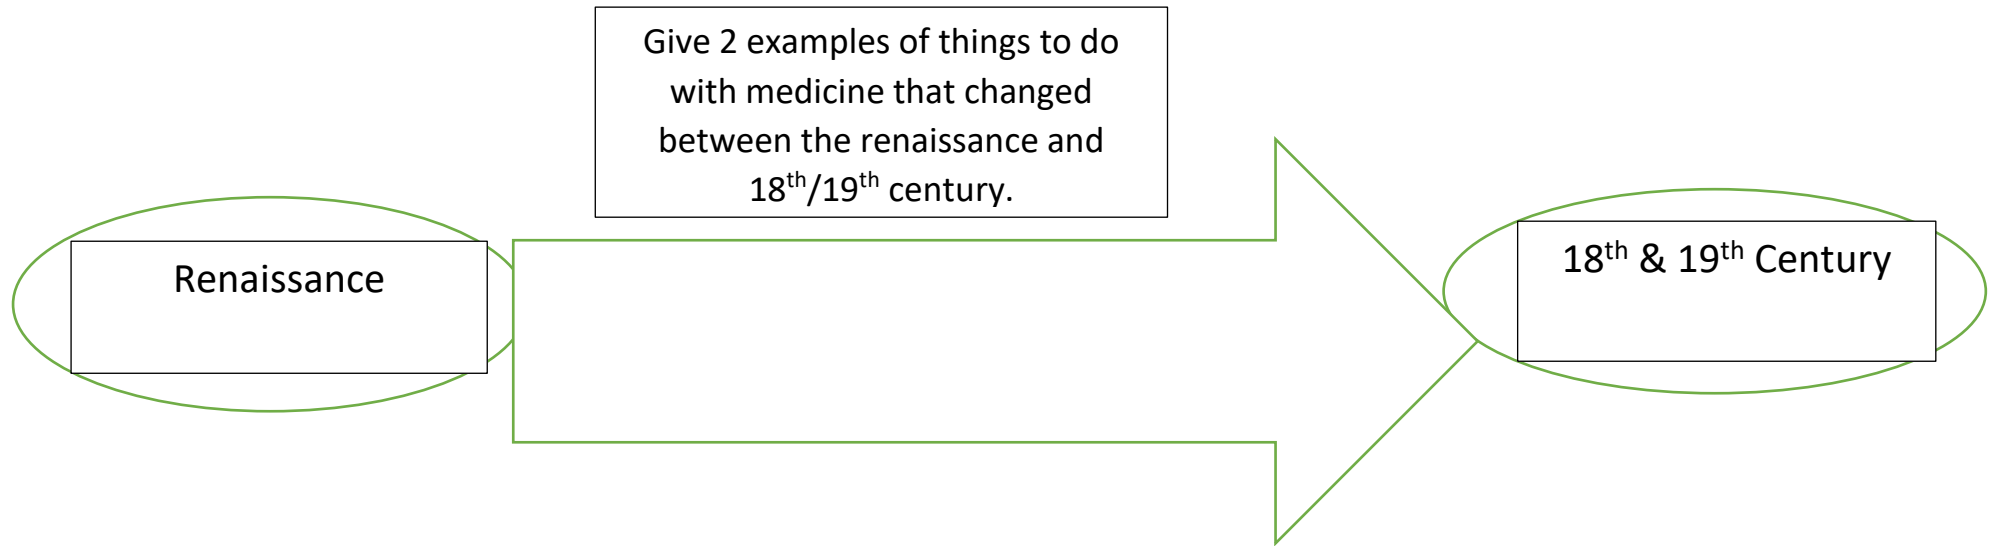 Give 2 examples of things to do
with medicine that changed
between the renaissance and
18th/19th century.
Renaissance
18th & 19th Century